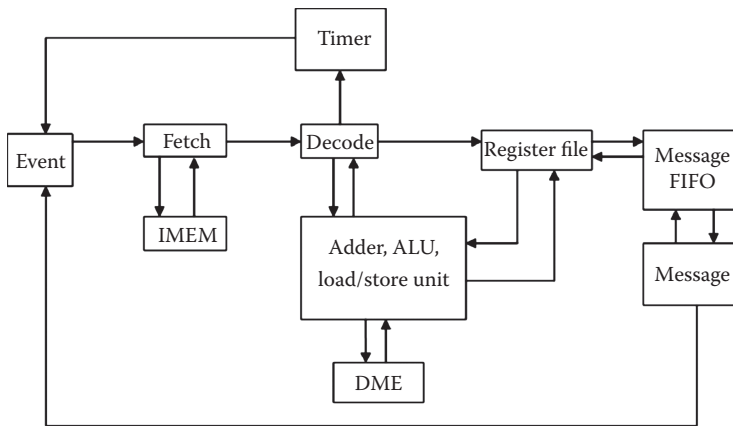 Timer
Event
Fetch
Decode
Register file
Message
FIFO
IMEM
Adder, ALU,
load/store unit
Message
DME